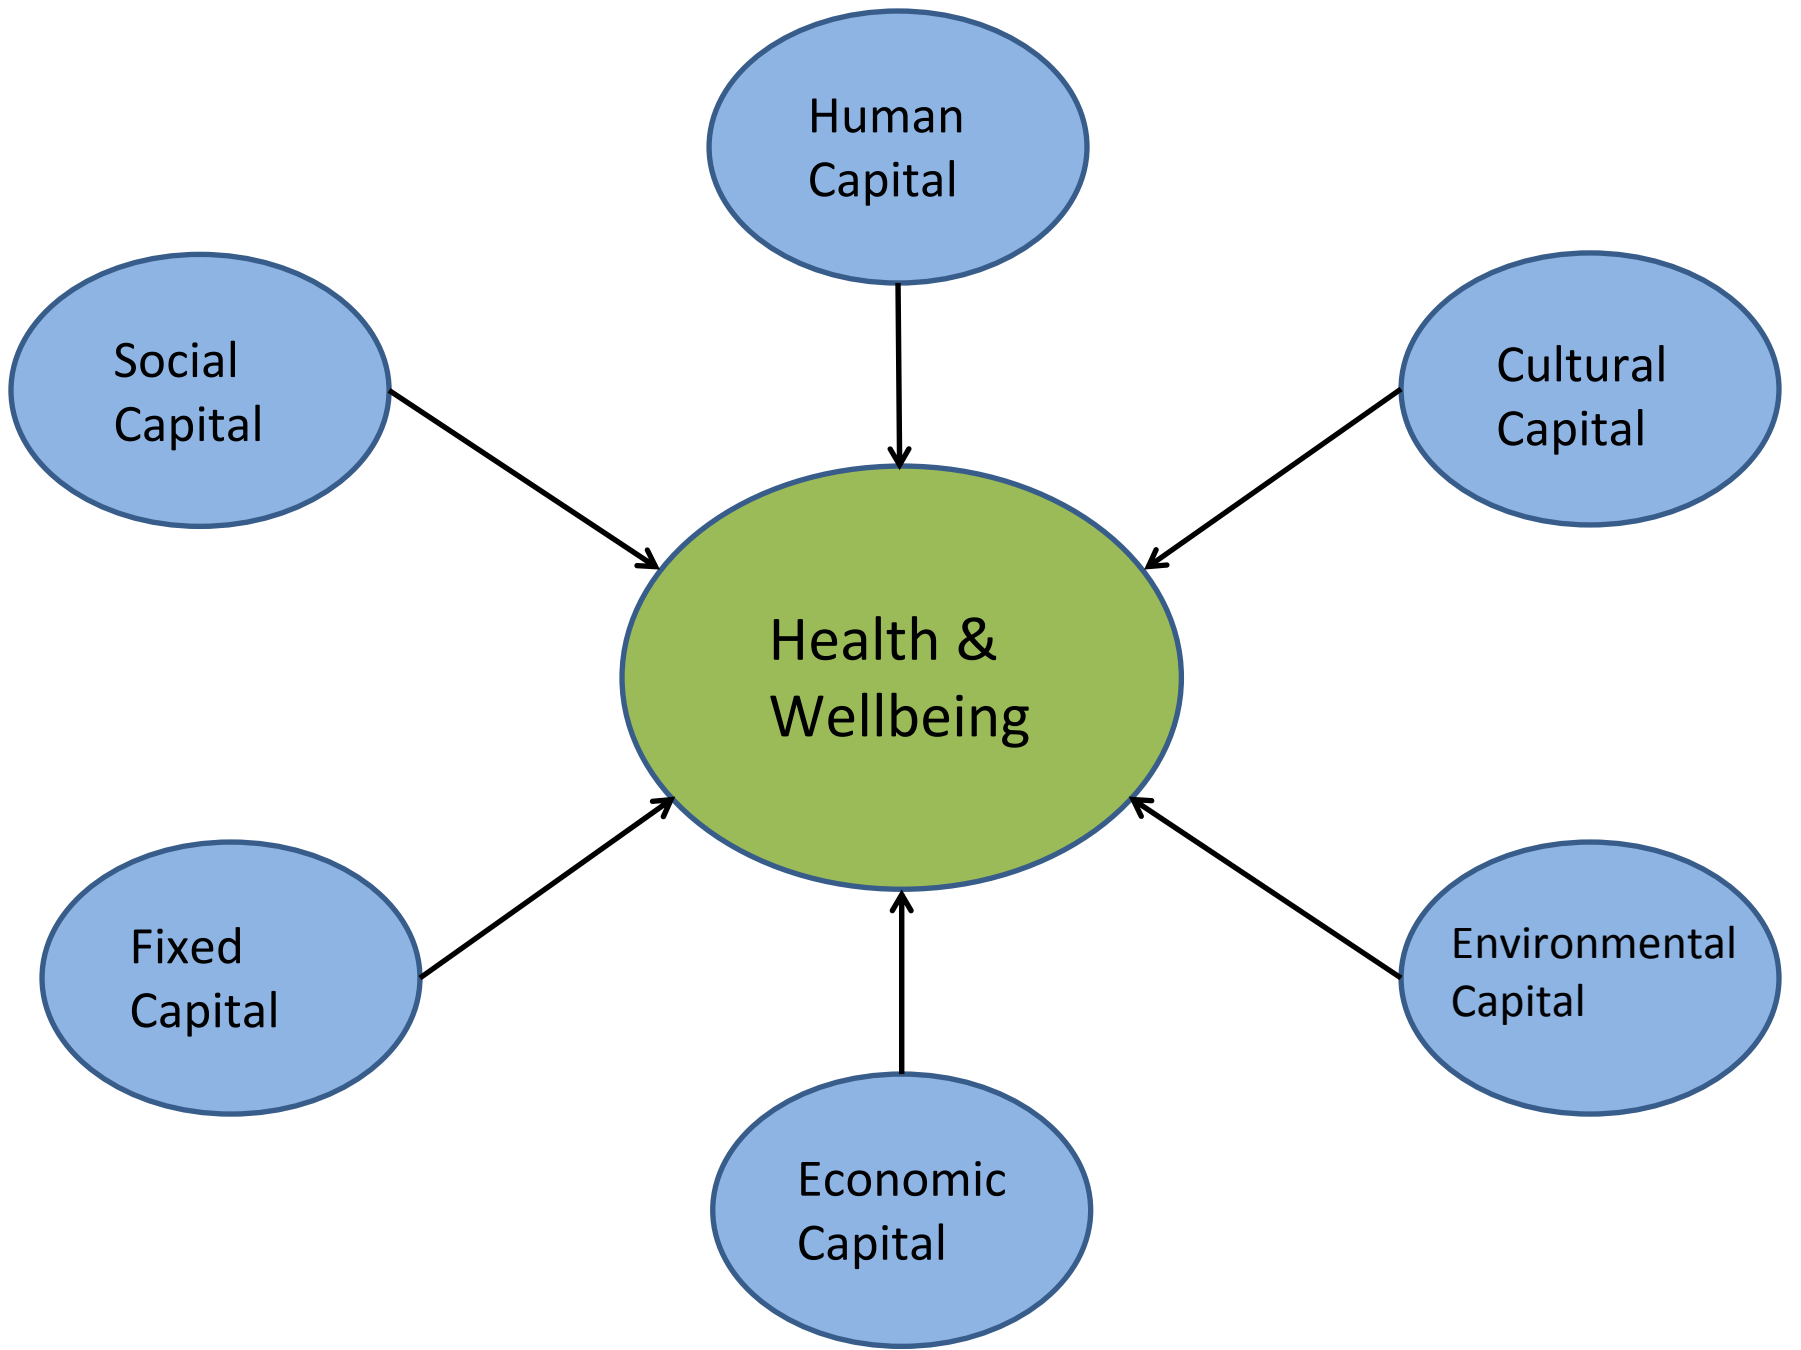 Human
Capital
Social
Capital
Cultural
Capital
Health &
Wellbeing
Fixed
Capital
Environmental
Capital
Economic
Capital